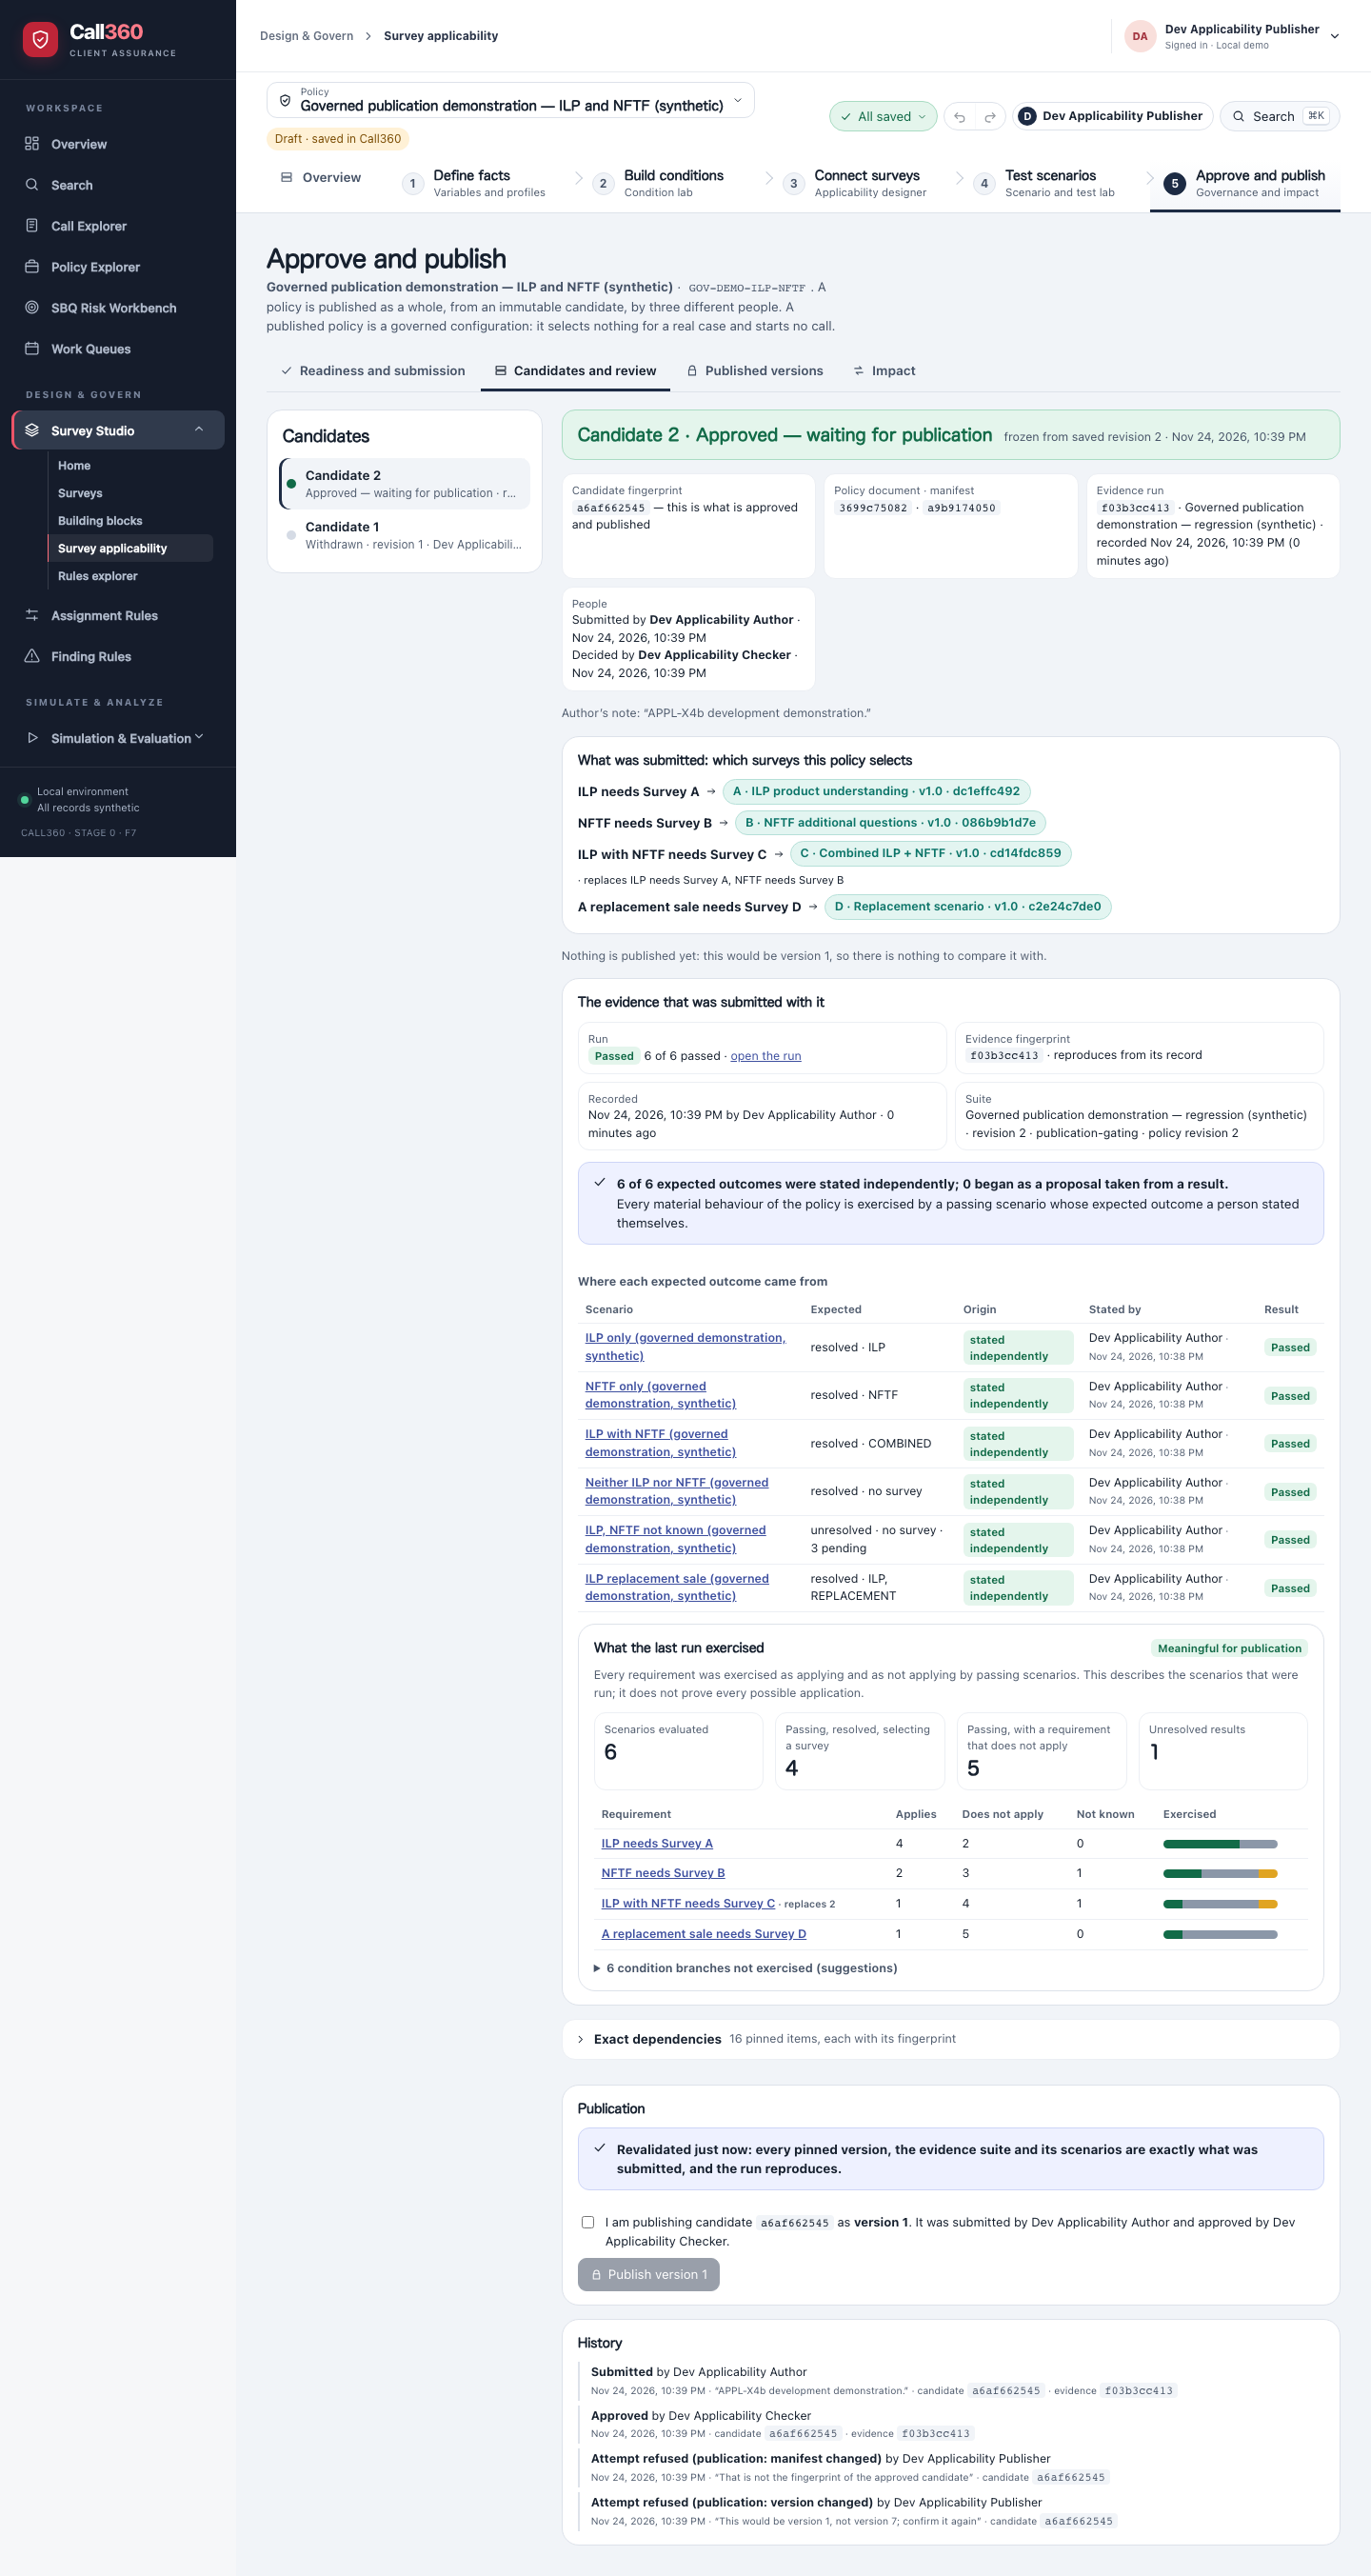 Call360
CLIENT ASSURANCE
WORKSPACE
Overview
Search
Call Explorer
Policy Explorer
SBQ Risk Workbench
Work Queues
DESIGN & GOVERN
Survey Studio
Home
Surveys
Building blocks
Survey applicability
Rules explorer
Assignment Rules
Finding Rules
SIMULATE & ANALYZE
Simulation & Evaluation
Local environment
All records synthetic
CALL360 · STAGE 0 · F7
Design & Govern > Survey applicability
DA
Dev Applicability Publisher
Signed in · Local demo
Policy
Governed publication demonstration — ILP and NFTF (synthetic)
Draft · saved in Call360
All saved
D Dev Applicability Publisher
Search ⌘K
Overview
1 Define facts
Variables and profiles
2 Build conditions
Condition lab
3 Connect surveys
Applicability designer
4 Test scenarios
Scenario and test lab
5 Approve and publish
Governance and impact
Approve and publish
Governed publication demonstration — ILP and NFTF (synthetic) · GOV-DEMO-ILP-NFTF . A
policy is published as a whole, from an immutable candidate, by three different people. A
published policy is a governed configuration: it selects nothing for a real case and starts no call.
Readiness and submission
Candidates and review
Published versions
Impact
Candidates
Candidate 2
Approved — waiting for publication · r...
Candidate 1
Withdrawn · revision 1 · Dev Applicabili...
Candidate 2 · Approved — waiting for publication frozen from saved revision 2 · Nov 24, 2026, 10:39 PM
Candidate fingerprint
a6af662545 — this is what is approved
and published
Policy document · manifest
3699c75082 · a9b9174050
Evidence run
f03b3cc413 · Governed publication
demonstration — regression (synthetic) ·
recorded Nov 24, 2026, 10:39 PM (0
minutes ago)
People
Submitted by Dev Applicability Author ·
Nov 24, 2026, 10:39 PM
Decided by Dev Applicability Checker ·
Nov 24, 2026, 10:39 PM
Author's note: “APPL-X4b development demonstration.”
What was submitted: which surveys this policy selects
ILP needs Survey A → A · ILP product understanding · v1.0 · dc1effc492
NFTF needs Survey B → B · NFTF additional questions · v1.0 · 086b9b1d7e
ILP with NFTF needs Survey C → C · Combined ILP + NFTF · v1.0 · cd14fdc859
· replaces ILP needs Survey A, NFTF needs Survey B
A replacement sale needs Survey D → D · Replacement scenario · v1.0 · c2e24c7de0
Nothing is published yet: this would be version 1, so there is nothing to compare it with.
The evidence that was submitted with it
Run
Passed 6 of 6 passed · open the run
Evidence fingerprint
f03b3cc413 · reproduces from its record
Recorded
Nov 24, 2026, 10:39 PM by Dev Applicability Author · 0
minutes ago
Suite
Governed publication demonstration — regression (synthetic)
· revision 2 · publication-gating · policy revision 2
6 of 6 expected outcomes were stated independently; 0 began as a proposal taken from a result.
Every material behaviour of the policy is exercised by a passing scenario whose expected outcome a person stated
themselves.
Where each expected outcome came from
Scenario Expected Origin Stated by Result
ILP only (governed demonstration,
synthetic)
resolved · ILP
stated
independently
Dev Applicability Author ·
Nov 24, 2026, 10:38 PM
Passed
NFTF only (governed
demonstration, synthetic)
resolved · NFTF
stated
independently
Dev Applicability Author ·
Nov 24, 2026, 10:38 PM
Passed
ILP with NFTF (governed
demonstration, synthetic)
resolved · COMBINED
stated
independently
Dev Applicability Author ·
Nov 24, 2026, 10:38 PM
Passed
Neither ILP nor NFTF (governed
demonstration, synthetic)
resolved · no survey
stated
independently
Dev Applicability Author ·
Nov 24, 2026, 10:38 PM
Passed
ILP, NFTF not known (governed
demonstration, synthetic)
unresolved · no survey ·
3 pending
stated
independently
Dev Applicability Author ·
Nov 24, 2026, 10:38 PM
Passed
ILP replacement sale (governed
demonstration, synthetic)
resolved · ILP,
REPLACEMENT
stated
independently
Dev Applicability Author ·
Nov 24, 2026, 10:38 PM
Passed
What the last run exercised
Meaningful for publication
Every requirement was exercised as applying and as not applying by passing scenarios. This describes the scenarios that were
run; it does not prove every possible application.
Scenarios evaluated
6
Passing, resolved, selecting
a survey
4
Passing, with a requirement
that does not apply
5
Unresolved results
1
Requirement Applies Does not apply Not known Exercised
ILP needs Survey A 4 2 0
NFTF needs Survey B 2 3 1
ILP with NFTF needs Survey C · replaces 2 1 4 1
A replacement sale needs Survey D 1 5 0
6 condition branches not exercised (suggestions)
Exact dependencies 16 pinned items, each with its fingerprint
Publication
Revalidated just now: every pinned version, the evidence suite and its scenarios are exactly what was
submitted, and the run reproduces.
I am publishing candidate a6af662545 as version 1. It was submitted by Dev Applicability Author and approved by Dev
Applicability Checker.
Publish version 1
History
Submitted by Dev Applicability Author
Nov 24, 2026, 10:39 PM · “APPL-X4b development demonstration.” · candidate a6af662545 · evidence f03b3cc413
Approved by Dev Applicability Checker
Nov 24, 2026, 10:39 PM · candidate a6af662545 · evidence f03b3cc413
Attempt refused (publication: manifest changed) by Dev Applicability Publisher
Nov 24, 2026, 10:39 PM · “That is not the fingerprint of the approved candidate” · candidate a6af662545
Attempt refused (publication: version changed) by Dev Applicability Publisher
Nov 24, 2026, 10:39 PM · “This would be version 1, not version 7; confirm it again” · candidate a6af662545